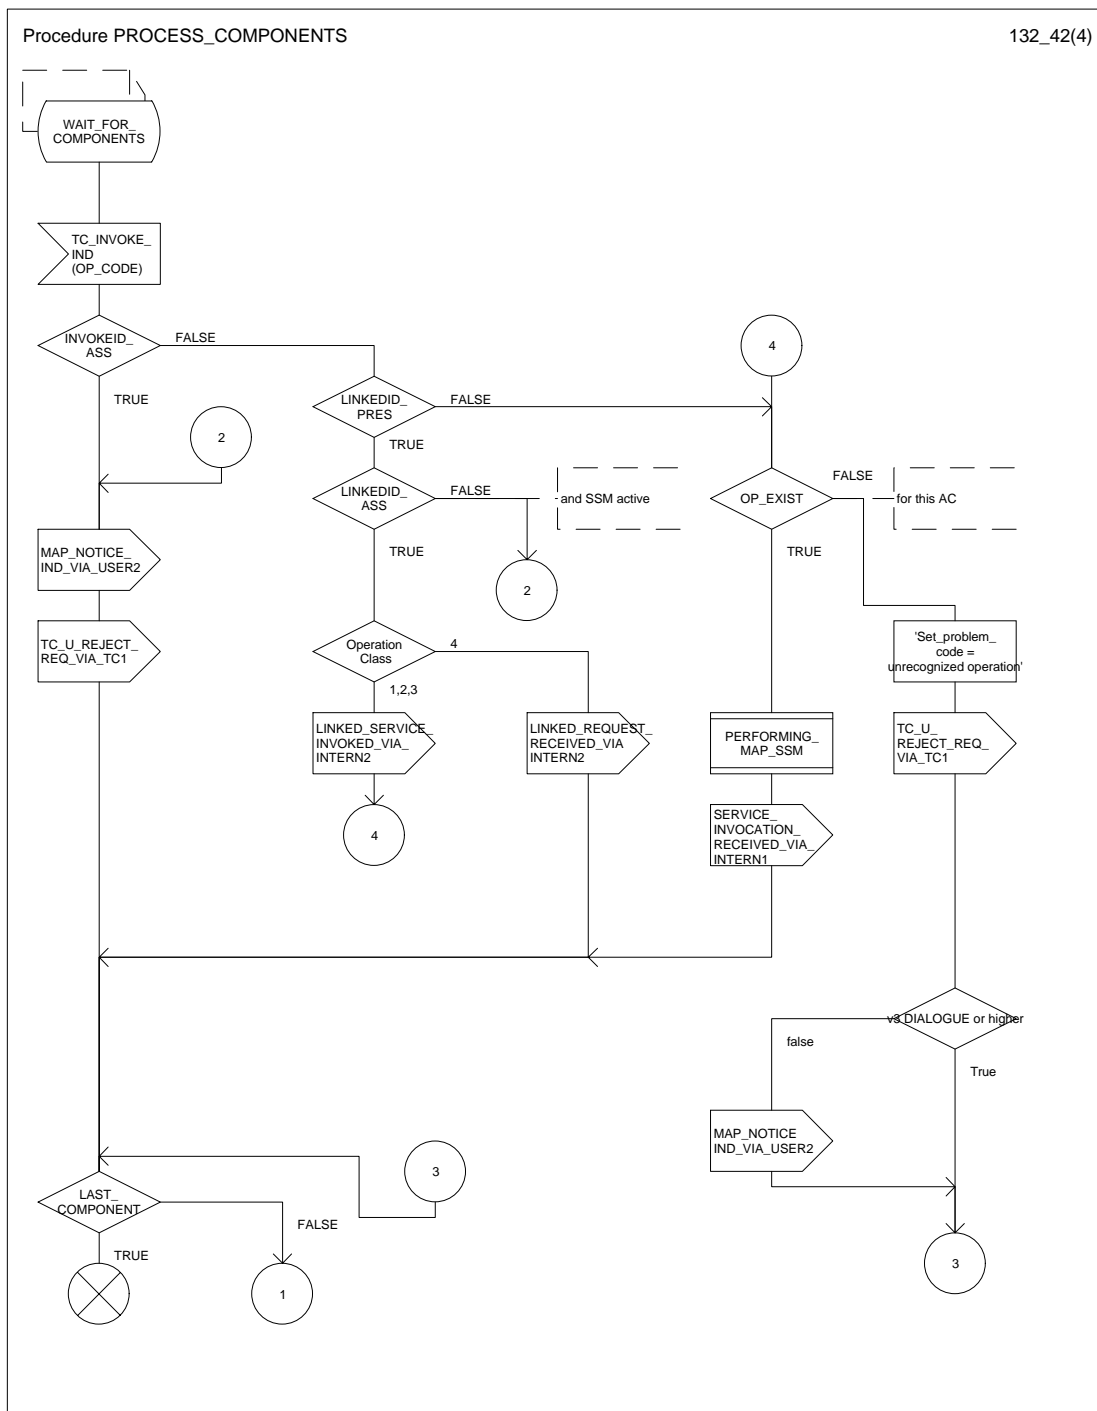 Procedure PROCESS_COMPONENTS
132_42(4)
WAIT_FOR_
COMPONENTS
TC_INVOKE_
IND
(OP_CODE)
INVOKEID_
ASS
FALSE
TRUE
4
LINKEDID_
PRES
FALSE
TRUE
2
LINKEDID_
ASS
FALSE
and SSM active
TRUE
OP_EXIST
FALSE
for this AC
TRUE
MAP_NOTICE_
IND_VIA_USER2
2
TC_U_REJECT_
REQ_VIA_TC1
Operation
Class
4
1,2,3
'Set_problem_
code =
unrecognized operation'
LINKED_SERVICE_
INVOKED_VIA_
INTERN2
LINKED_REQUEST_
RECEIVED_VIA
INTERN2
PERFORMING_
MAP_SSM
TC_U_
REJECT_REQ_
VIA_TC1
4
SERVICE_
INVOCATION_
RECEIVED_VIA_
INTERN1
v3 DIALOGUE or higher
false
True
MAP_NOTICE
IND_VIA_USER2
3
LAST_
COMPONENT
FALSE
TRUE
1
3